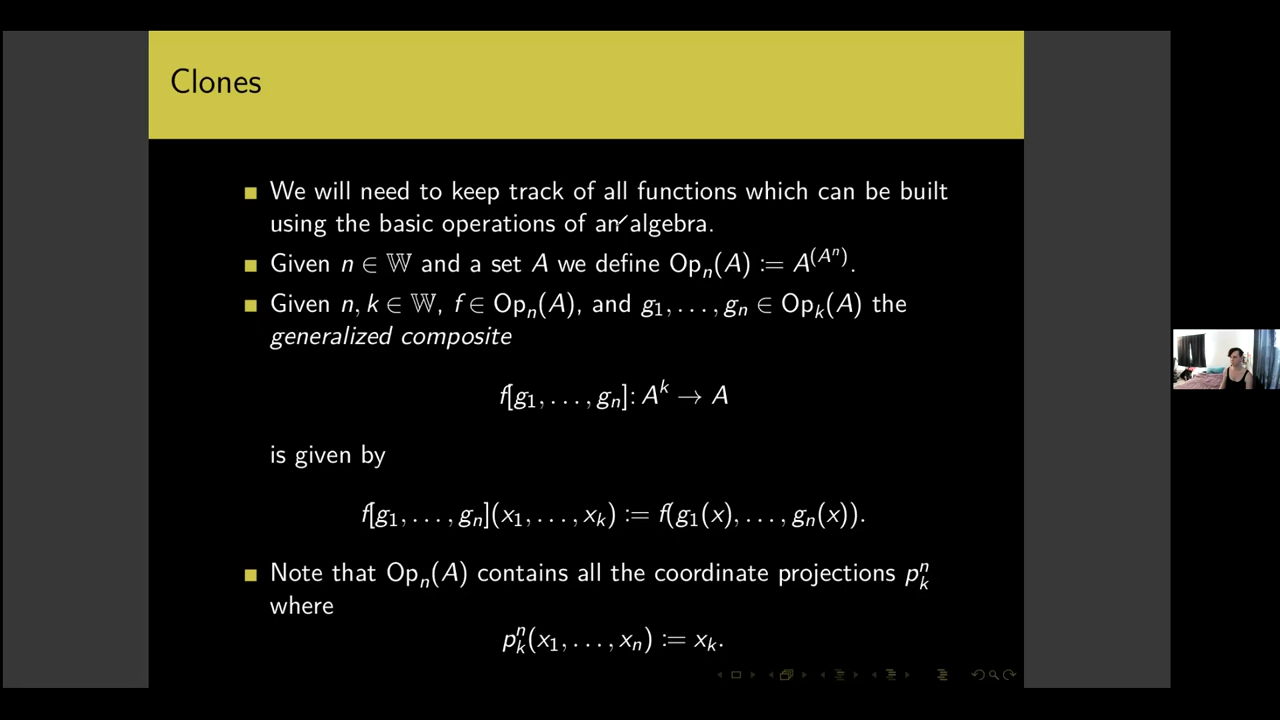 Clones
We will need to keep track of all functions which can be built
using the basic operations of an algebra.
Given n ∈ 𝕎 and a set A we define Opₙ(A) := A^(Aⁿ).
Given n, k ∈ 𝕎, f ∈ Opₙ(A), and g₁, . . . , gₙ ∈ Opₖ(A) the
generalized composite
f[g₁, . . . , gₙ]: Aᵏ → A
is given by
f[g₁, . . . , gₙ](x₁, . . . , xₖ) := f(g₁(x), . . . , gₙ(x)).
Note that Opₙ(A) contains all the coordinate projections pₖⁿ
where
pₖⁿ(x₁, . . . , xₙ) := xₖ.